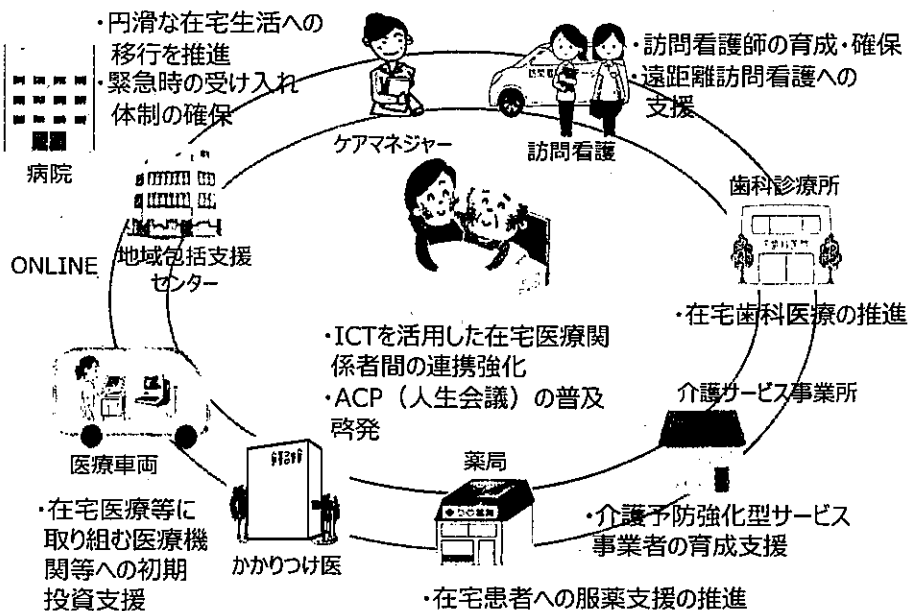 ・円滑な在宅生活への
移行を推進
・緊急時の受け入れ
体制の確保
病院
ケアマネジャー
訪問看護
・訪問看護師の育成・確保
・遠距離訪問看護への
支援
歯科診療所
・在宅歯科医療の推進
地域包括支援
センター
ONLINE
・ICTを活用した在宅医療関
係者間の連携強化
・ACP（人生会議）の普及
啓発
介護サービス事業所
・介護予防強化型サービス
事業者の育成支援
医療車両
・在宅医療等に
取り組む医療機
関等への初期
投資支援
かかりつけ医
薬局
・在宅患者への服薬支援の推進